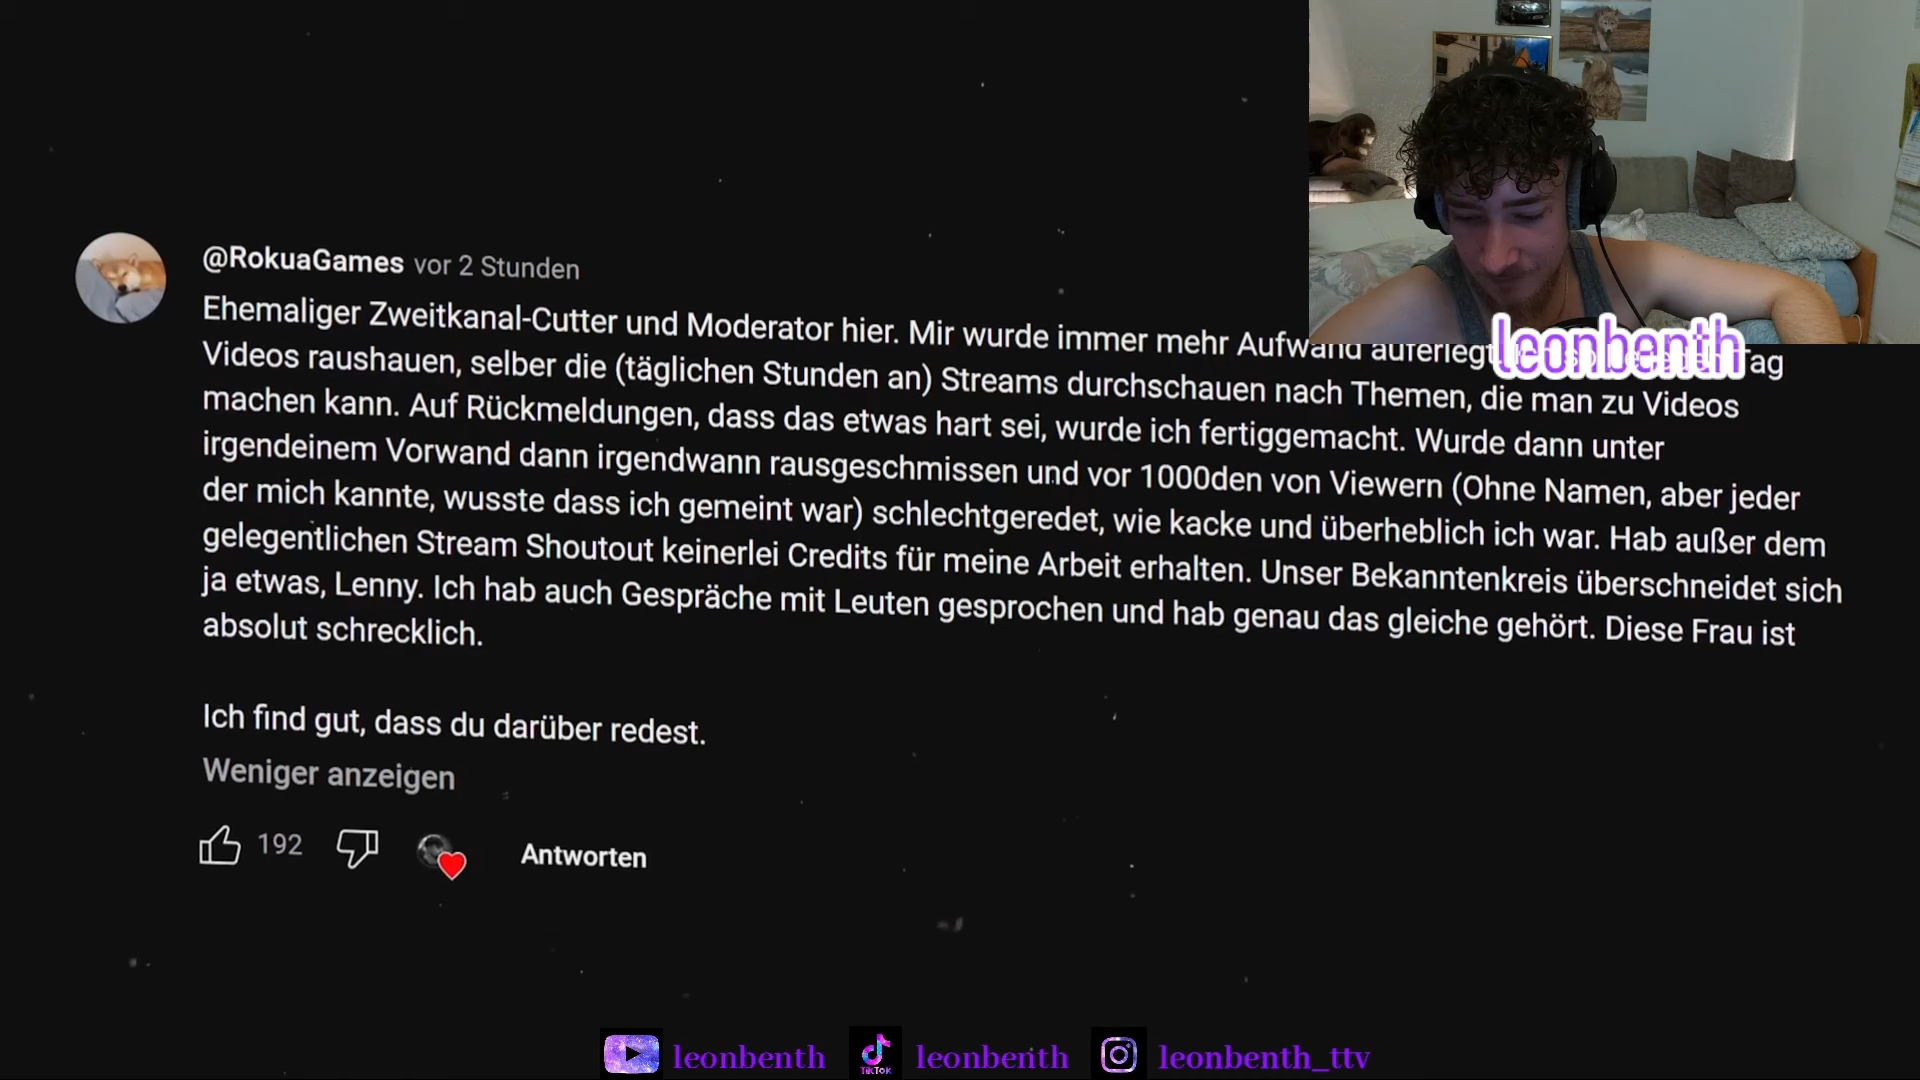 @RokuaGames vor 2 Stunden
Ehemaliger Zweitkanal-Cutter und Moderator hier. Mir wurde immer mehr Aufwand auferlegt Tag
leonbenth
Videos raushauen, selber die (täglichen Stunden an) Streams durchschauen nach Themen, die man zu Videos
machen kann. Auf Rückmeldungen, dass das etwas hart sei, wurde ich fertiggemacht. Wurde dann unter
irgendeinem Vorwand dann irgendwann rausgeschmissen und vor 1000den von Viewern (Ohne Namen, aber jeder
der mich kannte, wusste dass ich gemeint war) schlechtgeredet, wie kacke und überheblich ich war. Hab außer dem
gelegentlichen Stream Shoutout keinerlei Credits für meine Arbeit erhalten. Unser Bekanntenkreis überschneidet sich
ja etwas, Lenny. Ich hab auch Gespräche mit Leuten gesprochen und hab genau das gleiche gehört. Diese Frau ist
absolut schrecklich.
Ich find gut, dass du darüber redest.
Weniger anzeigen
192 Antworten
leonbenth TIKTOK leonbenth leonbenth_ttv